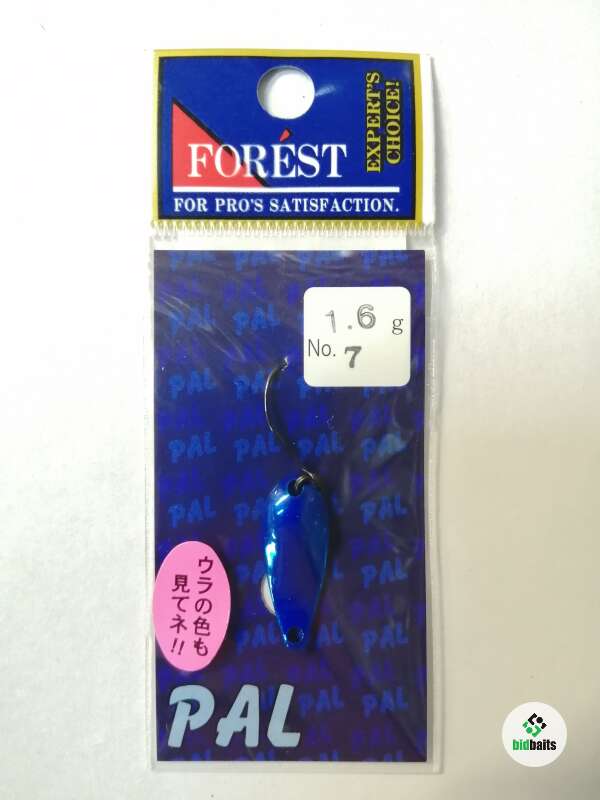 EXPERT'S
CHOICE!
FORÉST
FOR PRO'S SATISFACTION.
1.6 g
No. 7
PAL
ウラの色も
見てネ!!
PAL
bidbaits